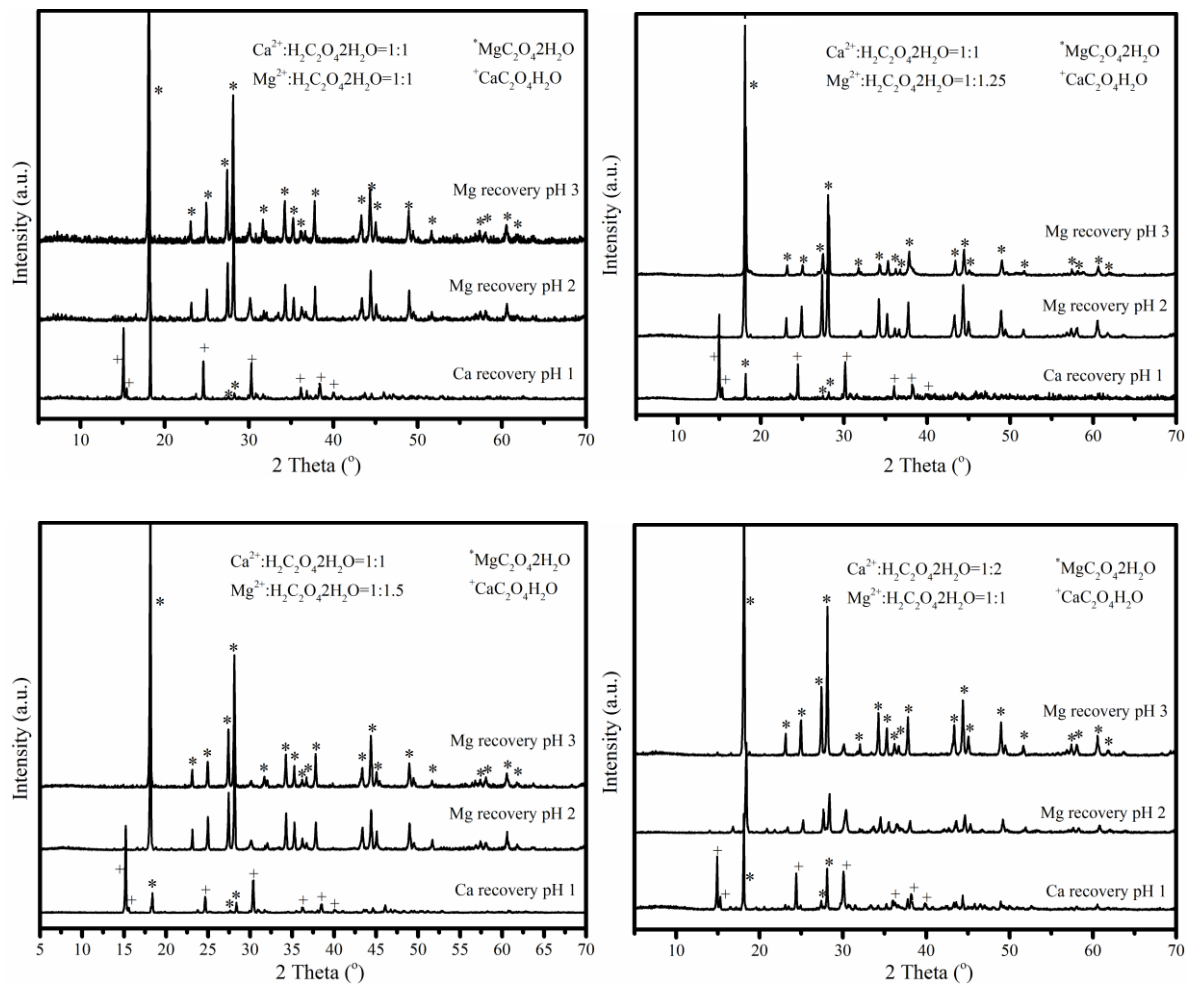 Ca²⁺:H₂C₂O₄2H₂O=1:1
*MgC₂O₄2H₂O
Mg²⁺:H₂C₂O₄2H₂O=1:1
⁺CaC₂O₄H₂O
Mg recovery pH 3
Mg recovery pH 2
Ca recovery pH 1
Intensity (a.u.)
10 20 30 40 50 60 70
2 Theta (°)
Ca²⁺:H₂C₂O₄2H₂O=1:1
*MgC₂O₄2H₂O
Mg²⁺:H₂C₂O₄2H₂O=1:1.25
⁺CaC₂O₄H₂O
Mg recovery pH 3
Mg recovery pH 2
Ca recovery pH 1
Intensity (a.u.)
10 20 30 40 50 60 70
2 Theta (°)
Ca²⁺:H₂C₂O₄2H₂O=1:1
*MgC₂O₄2H₂O
Mg²⁺:H₂C₂O₄2H₂O=1:1.5
⁺CaC₂O₄H₂O
Mg recovery pH 3
Mg recovery pH 2
Ca recovery pH 1
Intensity (a.u.)
5 10 15 20 25 30 35 40 45 50 55 60 65 70
2 Theta (°)
Ca²⁺:H₂C₂O₄2H₂O=1:2
*MgC₂O₄2H₂O
Mg²⁺:H₂C₂O₄2H₂O=1:1
⁺CaC₂O₄H₂O
Mg recovery pH 3
Mg recovery pH 2
Ca recovery pH 1
Intensity (a.u.)
10 20 30 40 50 60 70
2 Theta (°)